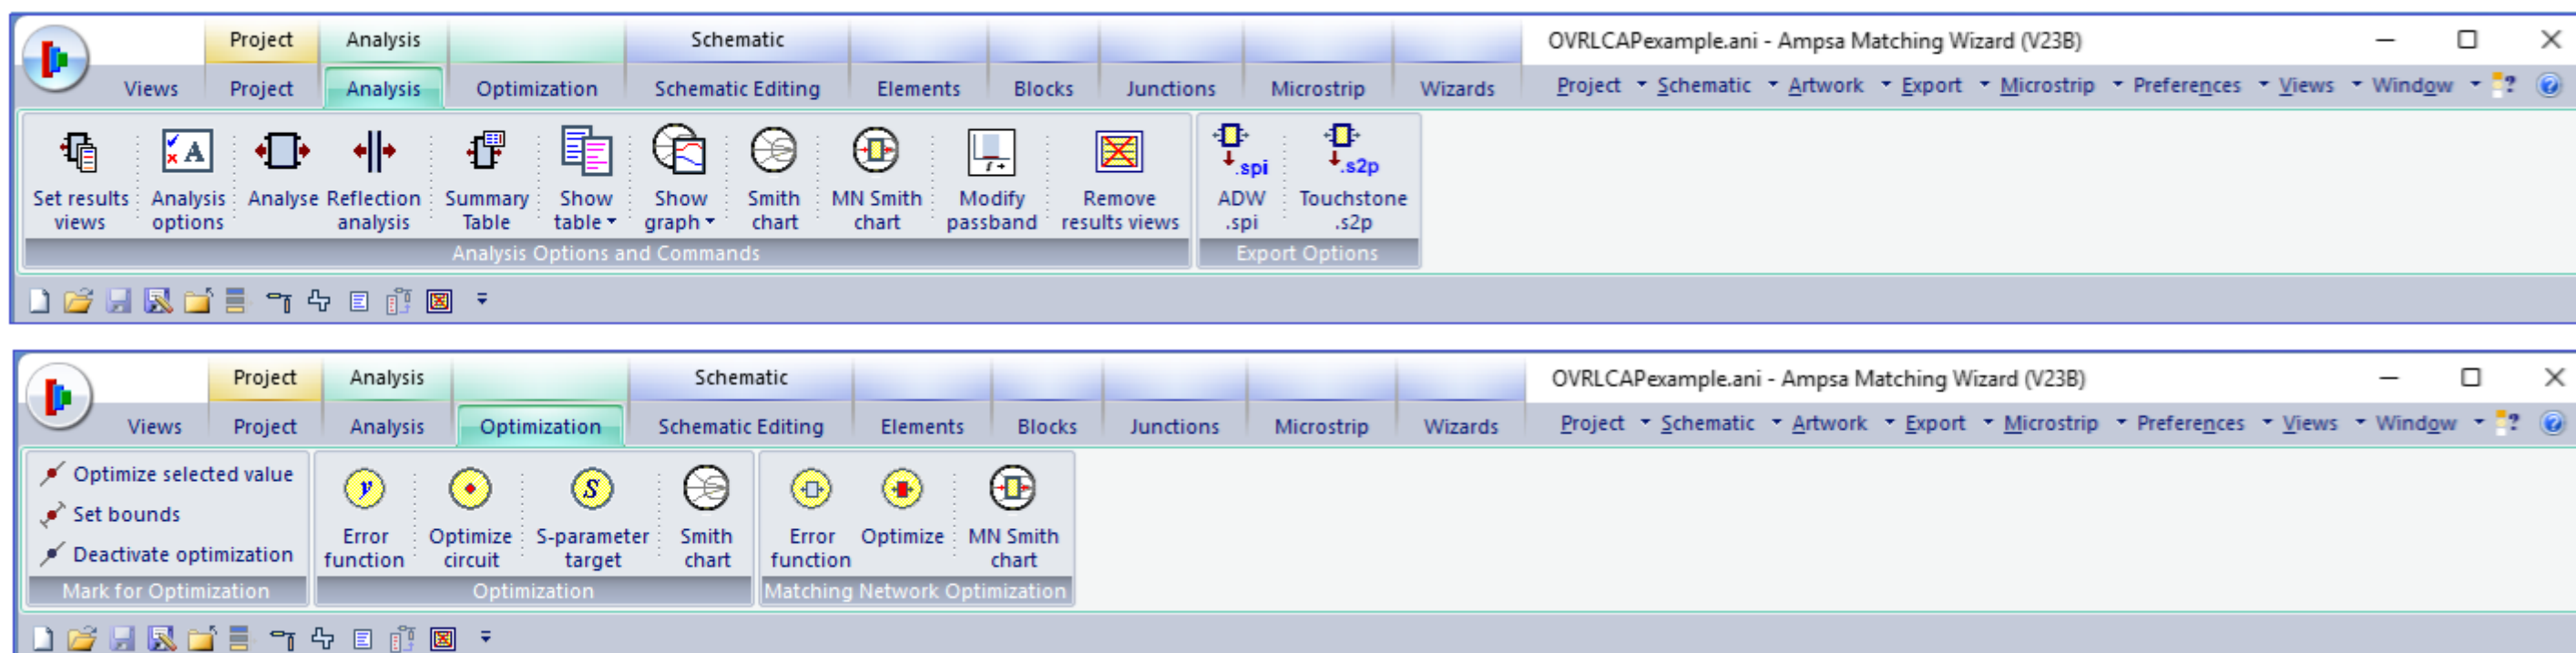 Project Analysis Schematic OVRLCAPexample.ani - Ampsa Matching Wizard (V23B)
Views Project Analysis Optimization Schematic Editing Elements Blocks Junctions Microstrip Wizards Project Schematic Artwork Export Microstrip Preferences Views Window ?
A f .spi .s2p
Set results Analysis Analyse Reflection Summary Show Show Smith MN Smith Modify Remove ADW Touchstone
views options analysis Table table graph chart chart passband results views .spi .s2p
Analysis Options and Commands Export Options
Project Analysis Schematic OVRLCAPexample.ani - Ampsa Matching Wizard (V23B)
Views Project Analysis Optimization Schematic Editing Elements Blocks Junctions Microstrip Wizards Project Schematic Artwork Export Microstrip Preferences Views Window ?
Optimize selected value
Set bounds
Deactivate optimization
y S
Error Optimize S-parameter Smith Error Optimize MN Smith
function circuit target chart function chart
Mark for Optimization Optimization Matching Network Optimization